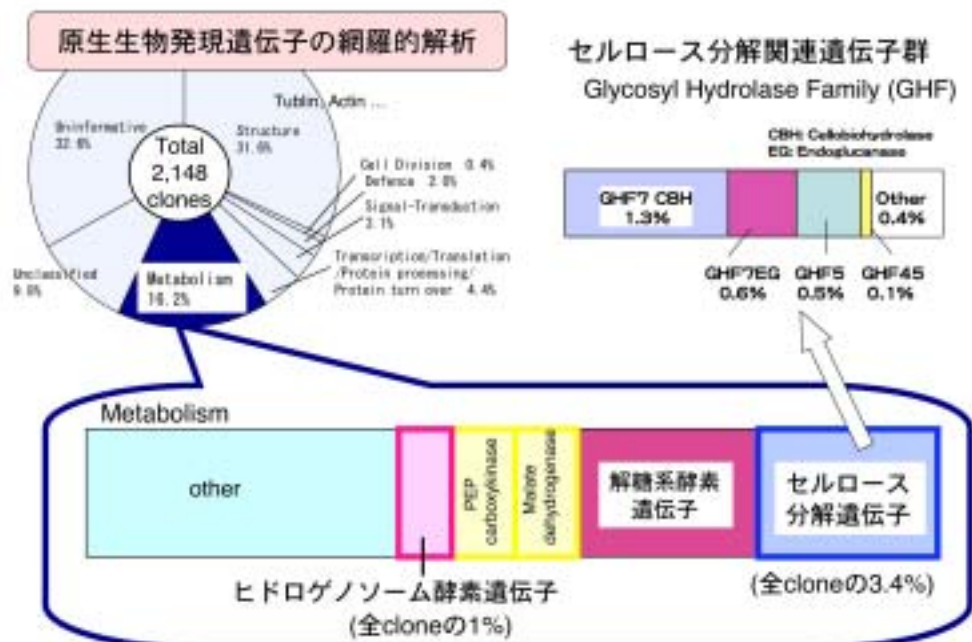 原生生物発現遺伝子の網羅的解析
Tublin, Actin ...
Uninformative
32.6%
Structure
31.6%
Total
2,148
clones
Cell Division 0.4%
Defence 2.0%
Signal-Transduction
3.1%
Transcription/Translation
/Protein processing/
Protein turn over 4.4%
Unclassified
9.8%
Metabolism
16.2%
セルロース分解関連遺伝子群
Glycosyl Hydrolase Family (GHF)
CBH: Cellobiohydrolase
EG: Endoglucanase
GHF7 CBH
1.3%
Other
0.4%
GHF7EG
0.6%
GHF5
0.5%
GHF45
0.1%
Metabolism
other
PEP
carboxykinase
Malate
dehydrogenase
解糖系酵素
遺伝子
セルロース
分解遺伝子
ヒドロゲノソーム酵素遺伝子
(全cloneの1%)
(全cloneの3.4%)